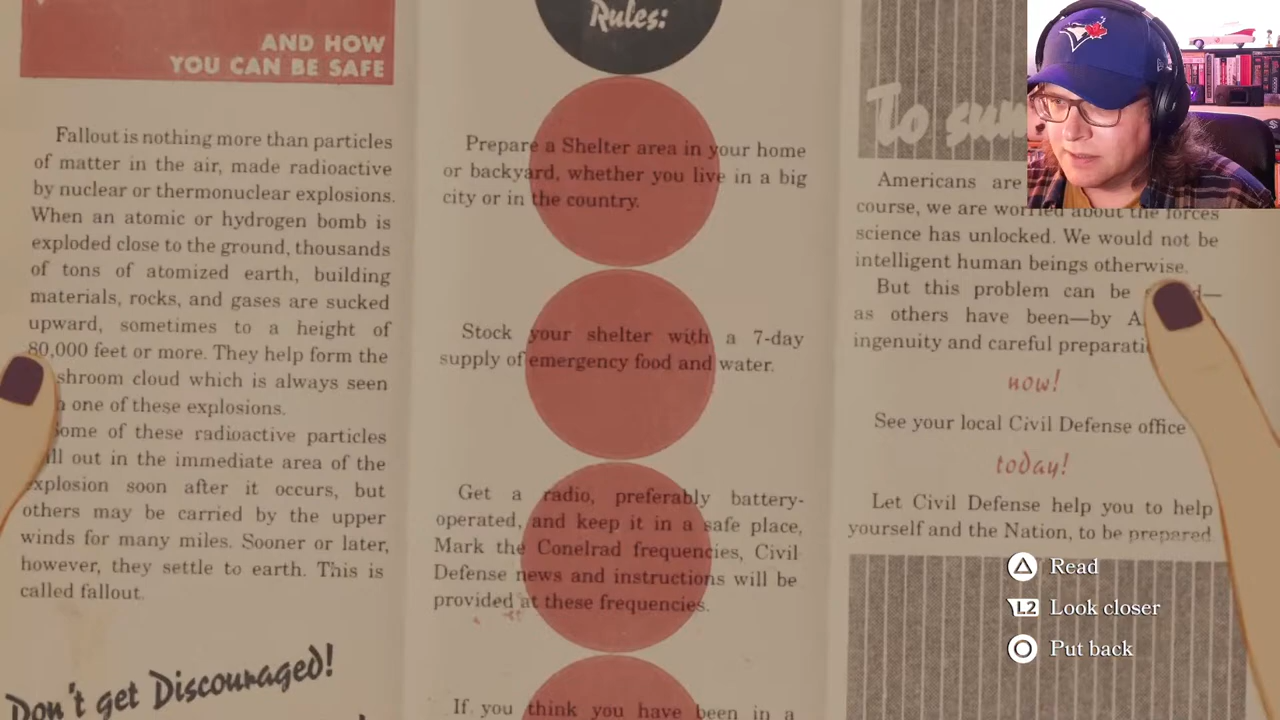 AND HOW
YOU CAN BE SAFE
Fallout is nothing more than particles
of matter in the air, made radioactive
by nuclear or thermonuclear explosions.
When an atomic or hydrogen bomb is
exploded close to the ground, thousands
of tons of atomized earth, building
materials, rocks, and gases are sucked
upward, sometimes to a height of
80,000 feet or more. They help form the
shroom cloud which is always seen
one of these explosions.
Some of these radioactive particles
out in the immediate area of the
explosion soon after it occurs, but
others may be carried by the upper
winds for many miles. Sooner or later,
however, they settle to earth. This is
called fallout.
Don't get Discouraged!
Rules:
Prepare a Shelter area in your home
or backyard, whether you live in a big
city or in the country.
Stock your shelter with a 7-day
supply of emergency food and water.
Get a radio, preferably battery-
operated, and keep it in a safe place,
Mark the Conelrad frequencies, Civil
Defense news and instructions will be
provided at these frequencies.
If you think you have been in a
To sum
Americans are
course, we are worried about the forces
science has unlocked. We would not be
intelligent human beings otherwise.
But this problem can be
as others have been—by
ingenuity and careful
now!
See your local Civil Defense office
today!
Let Civil Defense help you to help
yourself and the Nation, to be prepared.
Read
L2 Look closer
Put back